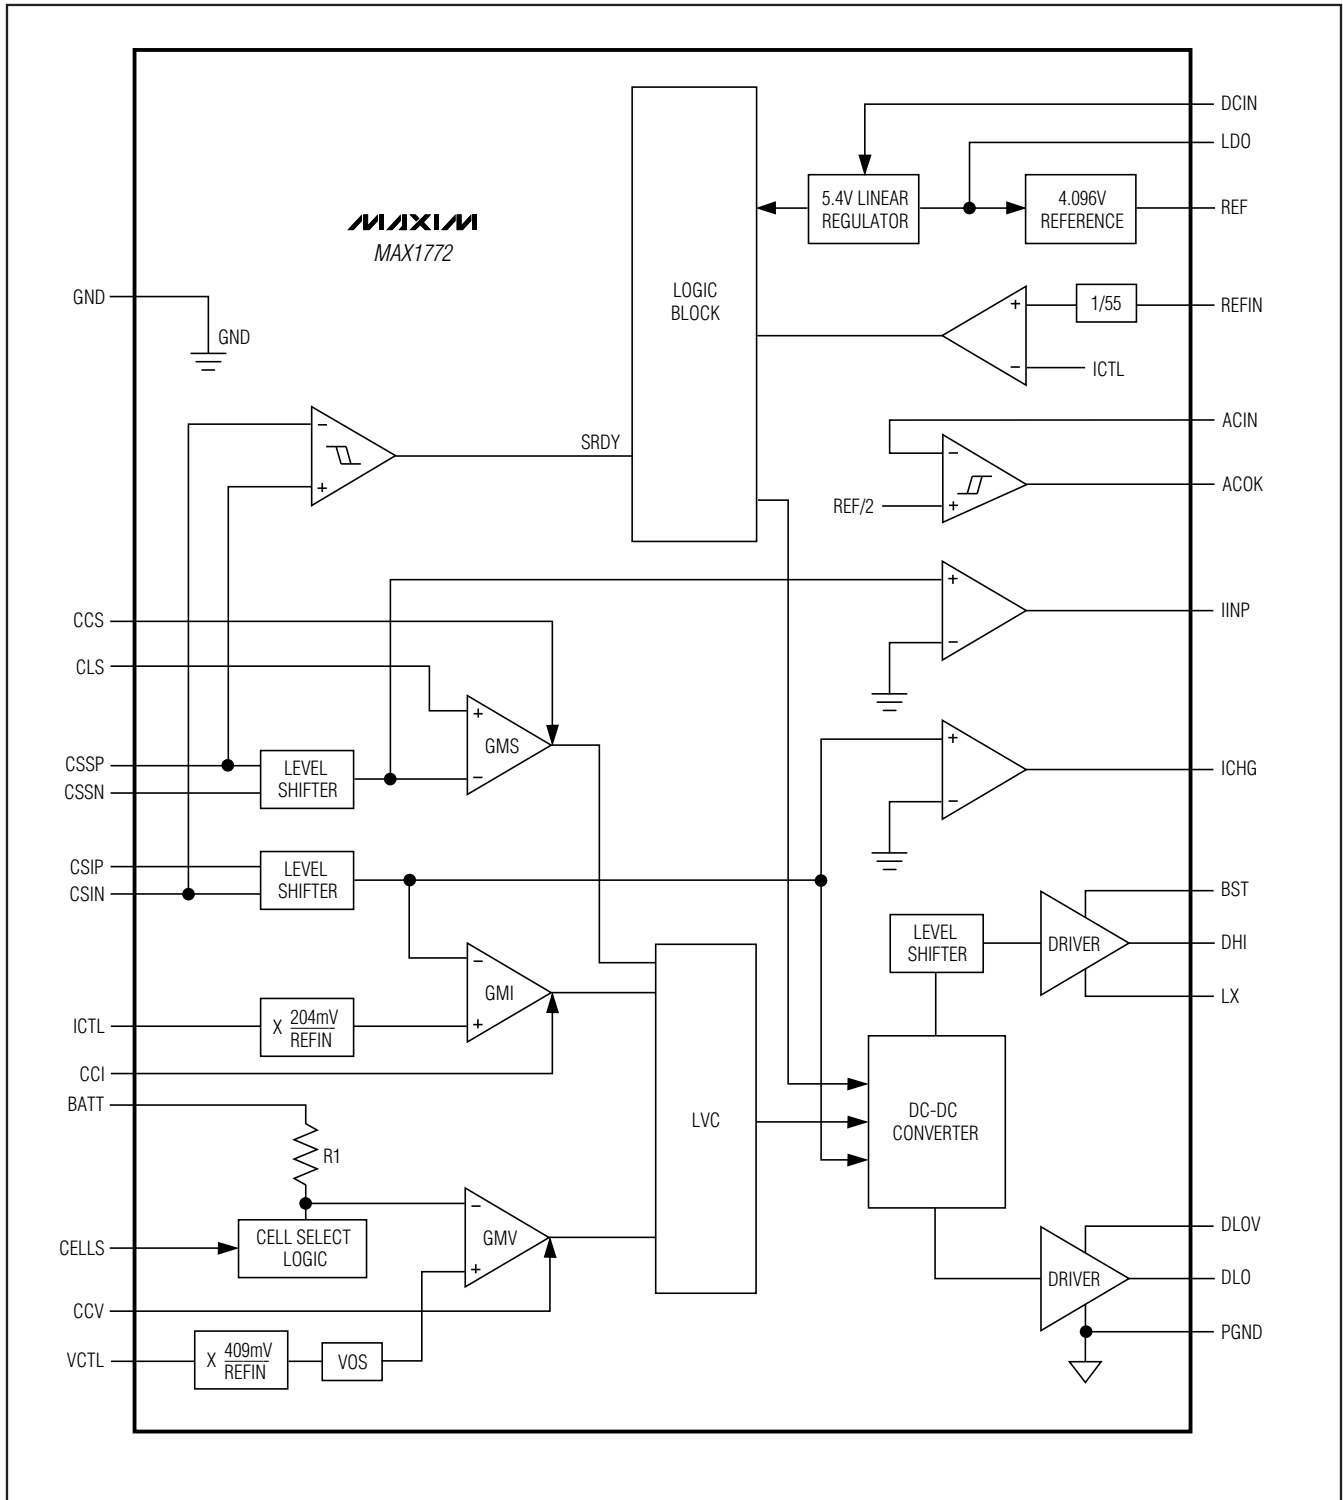 DCIN
LDO
5.4V LINEAR
REGULATOR
4.096V
REFERENCE
REF
MAXIM
MAX1772
LOGIC
BLOCK
GND
GND
1/55
REFIN
+
−
ICTL
ACIN
−
+
SRDY
−
+
REF/2
ACOK
CCS
+
−
IINP
CLS
+
GMS
−
CSSP
CSSN
LEVEL
SHIFTER
+
−
ICHG
CSIP
CSIN
LEVEL
SHIFTER
BST
LEVEL
SHIFTER
DRIVER
DHI
LX
−
GMI
+
ICTL
X 204mV
REFIN
CCI
BATT
R1
LVC
DC-DC
CONVERTER
CELLS
CELL SELECT
LOGIC
−
GMV
+
DLOV
DRIVER
DLO
CCV
PGND
VCTL
X 409mV
REFIN
VOS